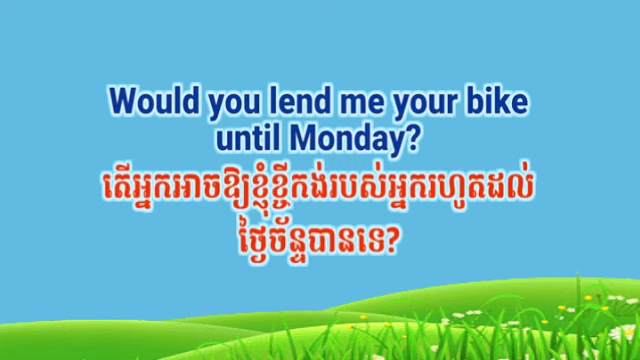 Would you lend me your bike
until Monday?
តើអ្នកអាចឱ្យខ្ញុំខ្ចីកង់របស់អ្នករហូតដល់
ថ្ងៃច័ន្ទបានទេ?